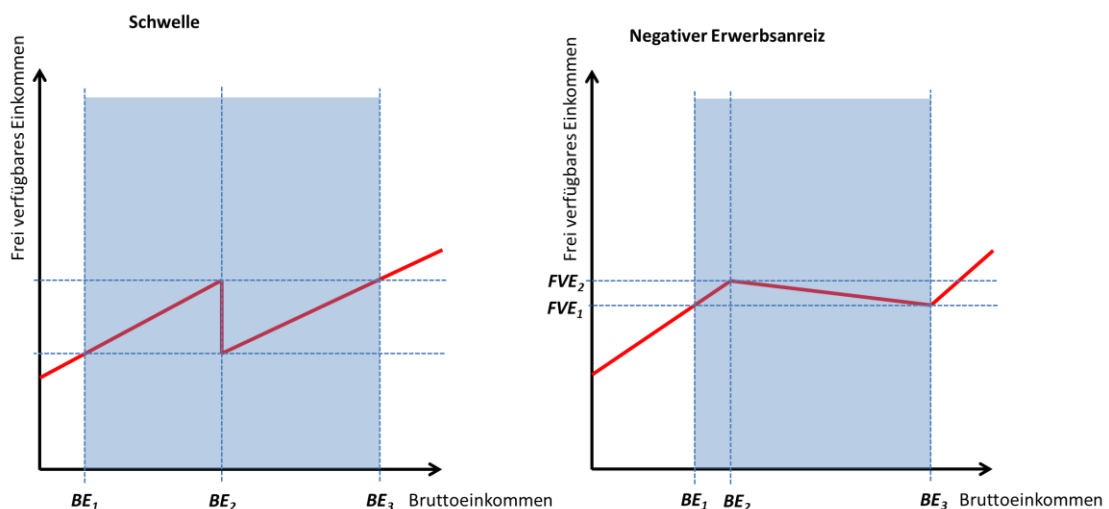 Schwelle
Frei verfügbares Einkommen
BE1 BE2 BE3 Bruttoeinkommen
Negativer Erwerbsanreiz
Frei verfügbares Einkommen
FVE2
FVE1
BE1 BE2 BE3 Bruttoeinkommen